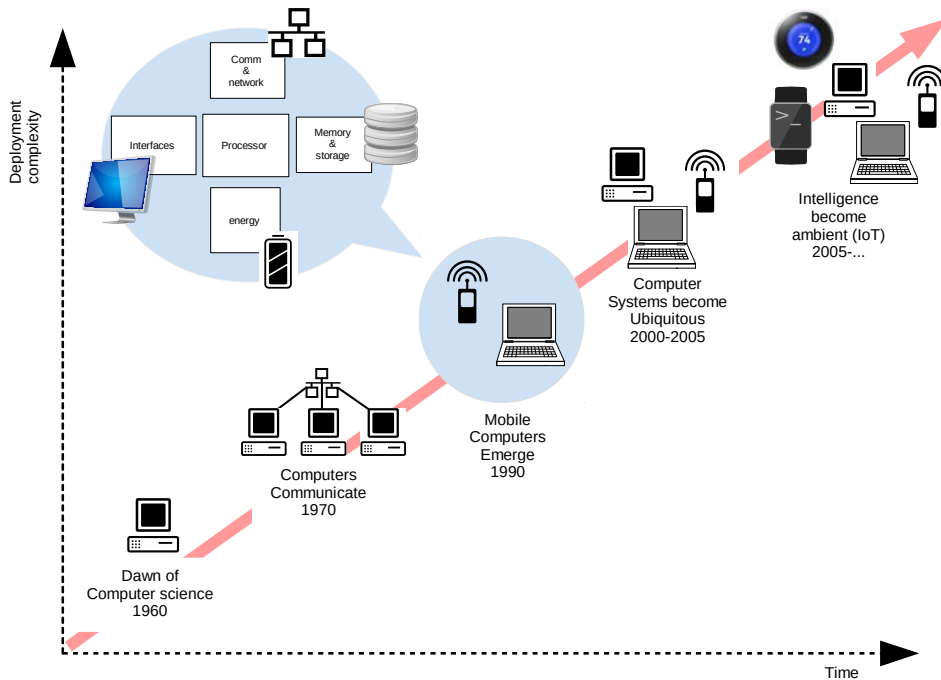 Deployment
complexity
Comm
&
network
Interfaces
Processor
Memory
&
storage
energy
74
>_
Intelligence
become
ambient (IoT)
2005-...
Computer
Systems become
Ubiquitous
2000-2005
Mobile
Computers
Emerge
1990
Computers
Communicate
1970
Dawn of
Computer science
1960
Time